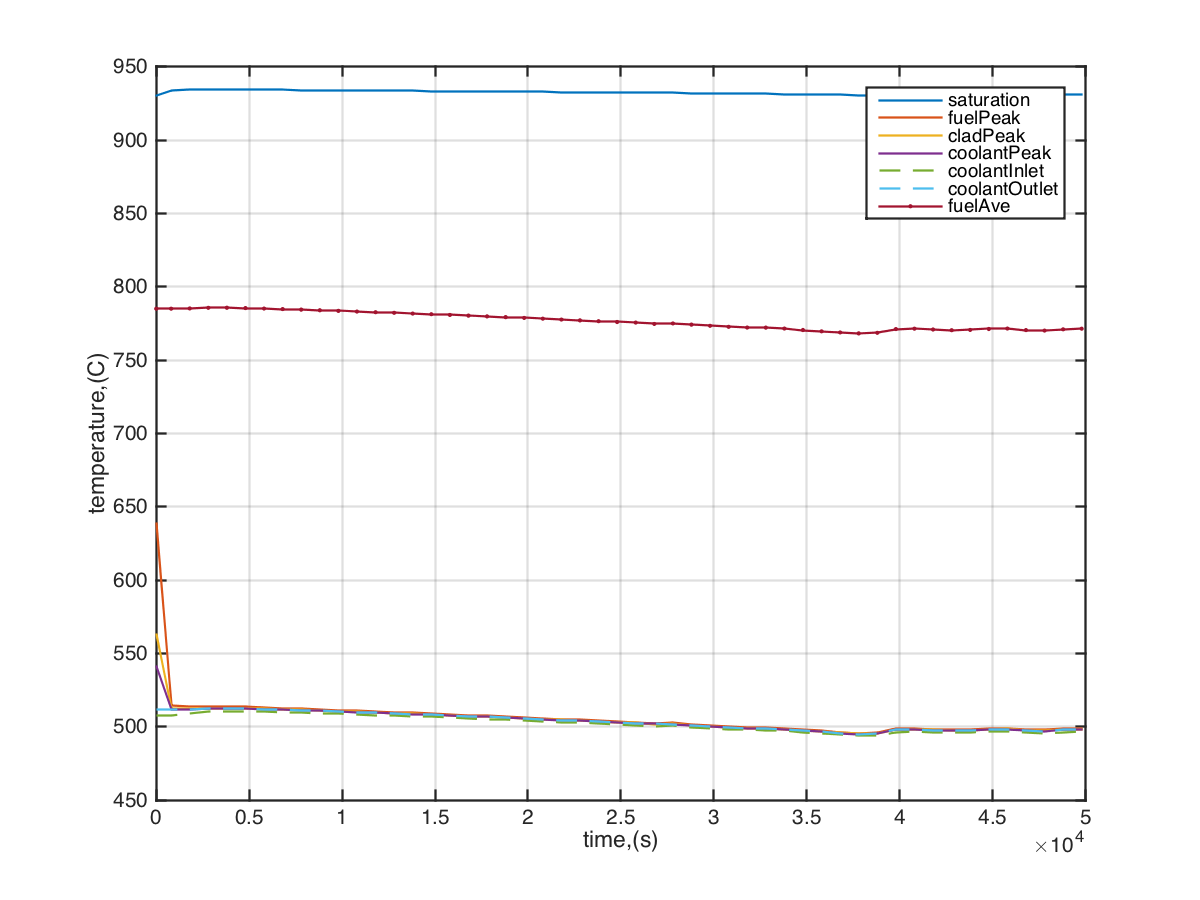 950
900
850
800
750
700
650
600
550
500
450
temperature,(C)
saturation
fuelPeak
cladPeak
coolantPeak
coolantInlet
coolantOutlet
fuelAve
0 0.5 1 1.5 2 2.5 3 3.5 4 4.5 5
time,(s)
×10⁴